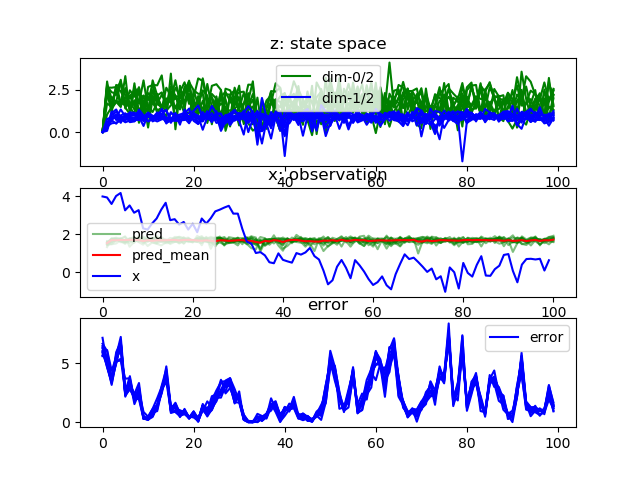 z: state space
2.5
0.0
dim-0/2
dim-1/2
0 20 40 60 80 100
x: observation
4
2
0
pred
pred_mean
x
0 20 40 60 80 100
error
5
0
error
0 20 40 60 80 100